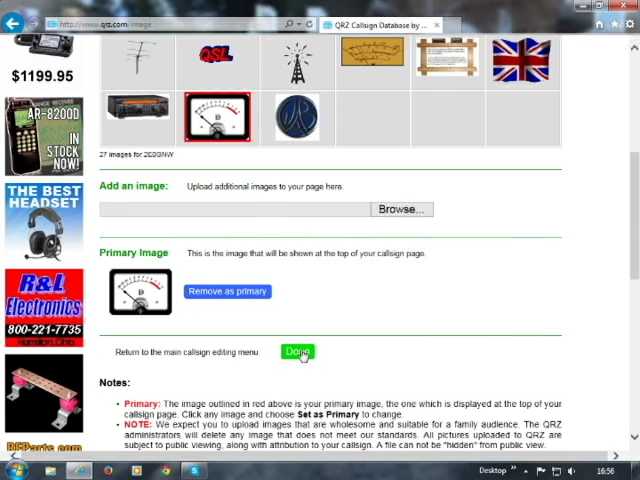 http://www.qrz.com/image
QRZ Callsign Database by ...
$1199.95
QSL
AR-8200D
IN
STOCK
NOW!
THE BEST
HEADSET
R&L
Electronics
800-221-7735
Hamilton, Ohio
RFParts.com
27 images for 2E0GNW
Add an image: Upload additional images to your page here.
Browse...
Primary Image This is the image that will be shown at the top of your callsign page.
Remove as primary
Return to the main callsign editing menu Done
Notes:
• Primary: The image outlined in red above is your primary image, the one which is displayed at the top of your
callsign page. Click any image and choose Set as Primary to change.
• NOTE: We expect you to upload images that are wholesome and suitable for a family audience. The QRZ
administrators will delete any image that does not meet our standards. All pictures uploaded to QRZ are
subject to public viewing, along with attribution to your callsign. A file can not be "hidden" from public view.
Desktop
16:56